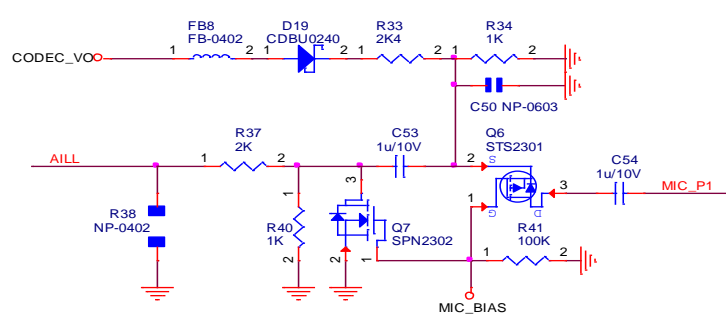 FB8
FB-0402
D19
CDBU0240
R33
2K4
R34
1K
CODEC_VO
1
2
1
2
1
2
1
2
C50 NP-0603
AILL
R37
2K
C53
1u/10V
Q6
STS2301
C54
1u/10V
1
2
2
S
3
MIC_P1
R38
NP-0402
1
3
1
G
D
R40
1K
Q7
SPN2302
R41
100K
2
2
1
1
2
MIC_BIAS